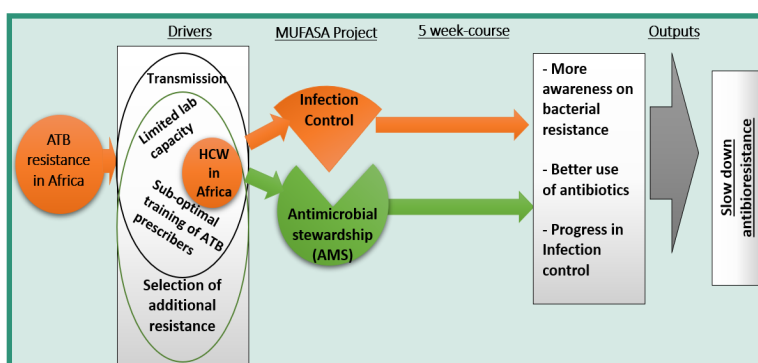 Drivers
MUFASA Project
5 week-course
Outputs
ATB
resistance
in Africa
Transmission
Limited lab
capacity
HCW in
Africa
Sub-optimal
training of ATB
prescribers
Selection of
additional
resistance
Infection
Control
Antimicrobial
stewardship
(AMS)
- More
awareness on
bacterial
resistance
- Better use
of antibiotics
- Progress in
Infection
control
Slow down
antibioresistance